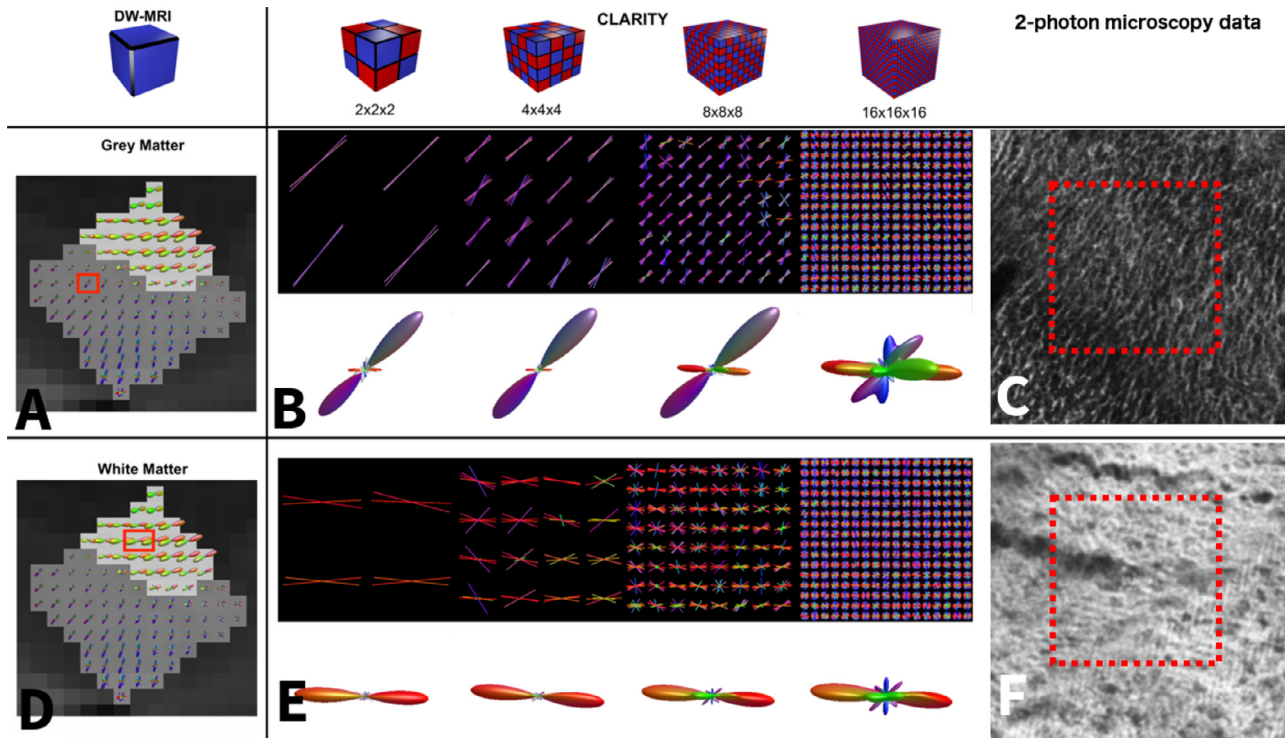 DW-MRI
CLARITY
2-photon microscopy data
2x2x2
4x4x4
8x8x8
16x16x16
Grey Matter
A
B
C
White Matter
D
E
F